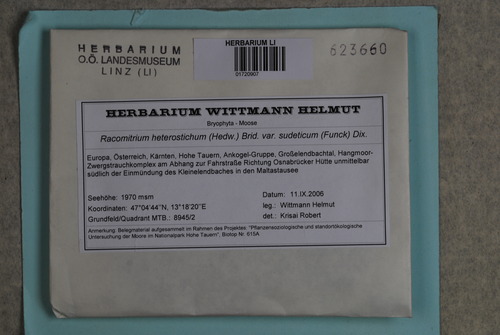 HERBARIUM
O.Ö. LANDESMUSEUM
LINZ (LI)
HERBARIUM LI
01720907
623660
HERBARIUM WITTMANN HELMUT
Bryophyta - Moose
Racomitrium heterostichum (Hedw.) Brid. var. sudeticum (Funck) Dix.
Europa, Österreich, Kärnten, Hohe Tauern, Ankogel-Gruppe, Großelendbachtal, Hangmoor-
Zwergstrauchkomplex am Abhang zur Fahrstraße Richtung Osnabrücker Hütte unmittelbar
südlich der Einmündung des Kleinelendbaches in den Maltastausee
Seehöhe: 1970 msm
Datum: 11.IX.2006
Koordinaten: 47°04'44''N, 13°18'20''E
leg.: Wittmann Helmut
Grundfeld/Quadrant MTB.: 8945/2
det.: Krisai Robert
Anmerkung: Belegmaterial aufgesammelt im Rahmen des Projektes: "Pflanzensoziologische und standortökologische
Untersuchung der Moore im Nationalpark Hohe Tauern", Biotop Nr. 615A